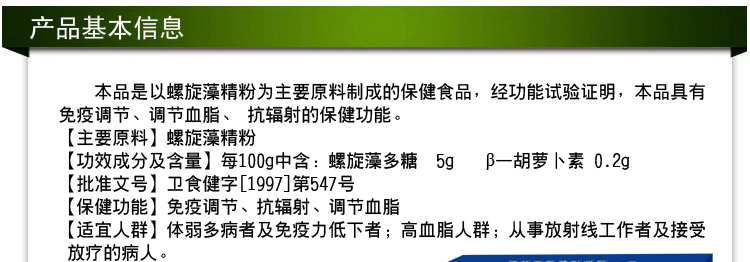 产品基本信息
本品是以螺旋藻精粉为主要原料制成的保健食品，经功能试验证明，本品具有
免疫调节、调节血脂、 抗辐射的保健功能。
【主要原料】螺旋藻精粉
【功效成分及含量】每100g中含：螺旋藻多糖 5g β—胡萝卜素 0.2g
【批准文号】卫食健字[1997]第547号
【保健功能】免疫调节、抗辐射、调节血脂
【适宜人群】体弱多病者及免疫力低下者；高血脂人群；从事放射线工作者及接受
放疗的病人。